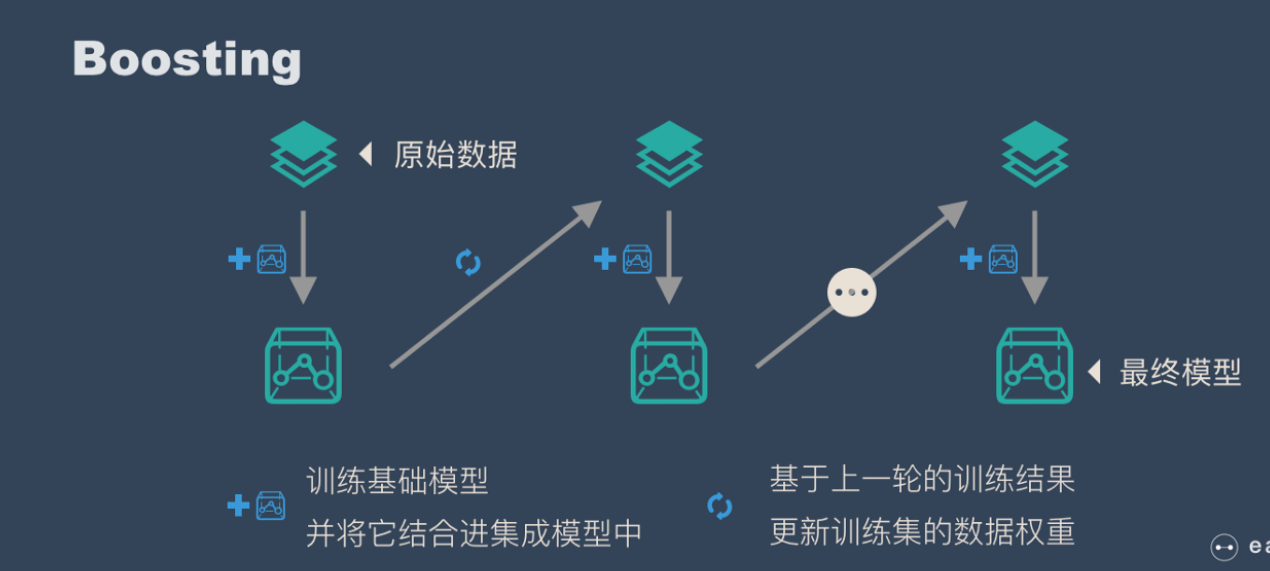 Boosting
原始数据
最终模型
训练基础模型
并将它结合进集成模型中
基于上一轮的训练结果
更新训练集的数据权重